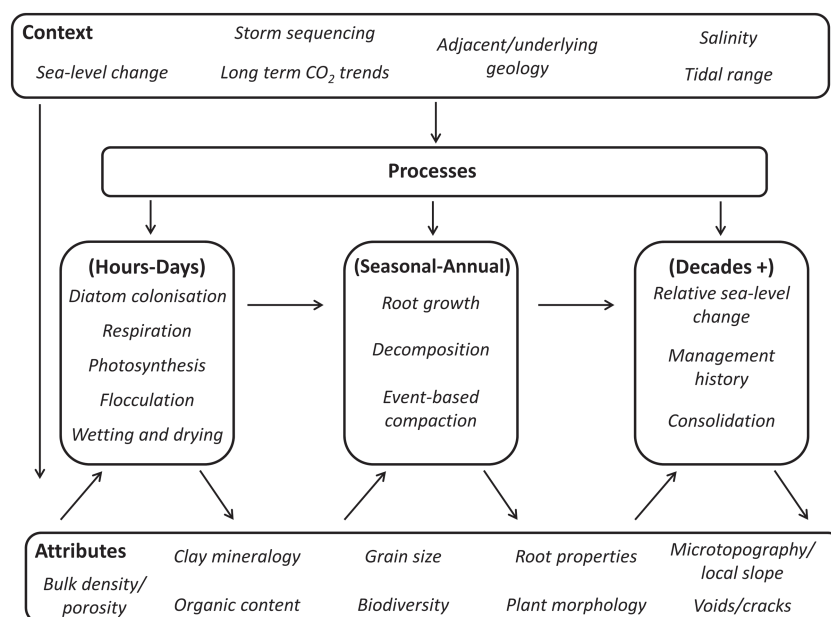 Context
Storm sequencing
Adjacent/underlying
geology
Salinity
Sea-level change
Long term CO₂ trends
Tidal range
Processes
(Hours-Days)
Diatom colonisation
Respiration
Photosynthesis
Flocculation
Wetting and drying
(Seasonal-Annual)
Root growth
Decomposition
Event-based
compaction
(Decades +)
Relative sea-level
change
Management
history
Consolidation
Attributes
Bulk density/
porosity
Clay mineralogy
Organic content
Grain size
Biodiversity
Root properties
Plant morphology
Microtopography/
local slope
Voids/cracks